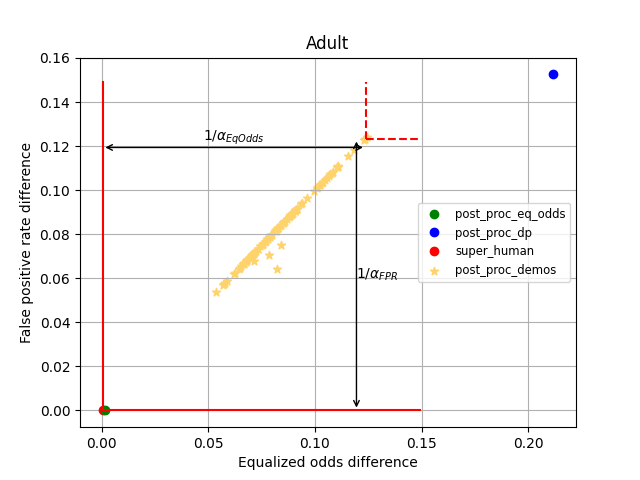 Adult
0.16
0.14
0.12
0.10
0.08
0.06
0.04
0.02
0.00
False positive rate difference
1/α_EqOdds
1/α_FPR
post_proc_eq_odds
post_proc_dp
super_human
post_proc_demos
0.00 0.05 0.10 0.15 0.20
Equalized odds difference